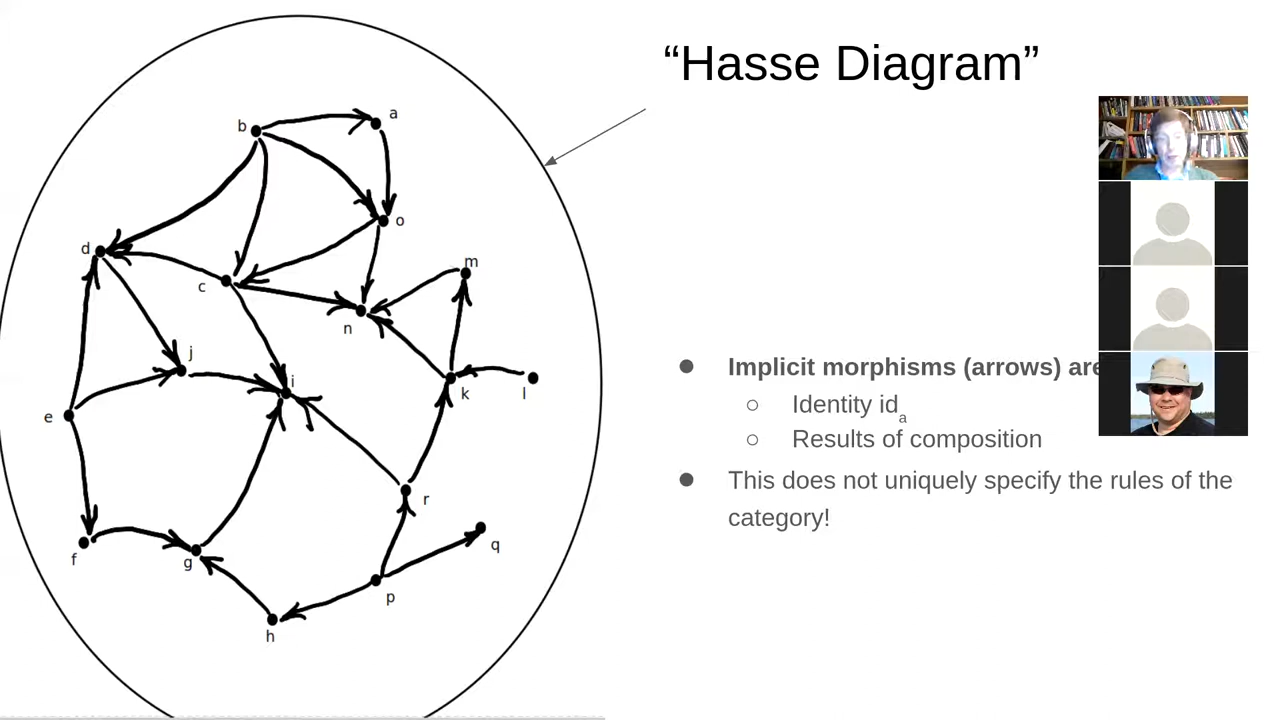 “Hasse Diagram”
b
a
o
d
c
m
n
j
i
k
l
e
r
q
f
g
p
h
● Implicit morphisms (arrows) are
○ Identity id a
○ Results of composition
● This does not uniquely specify the rules of the
category!